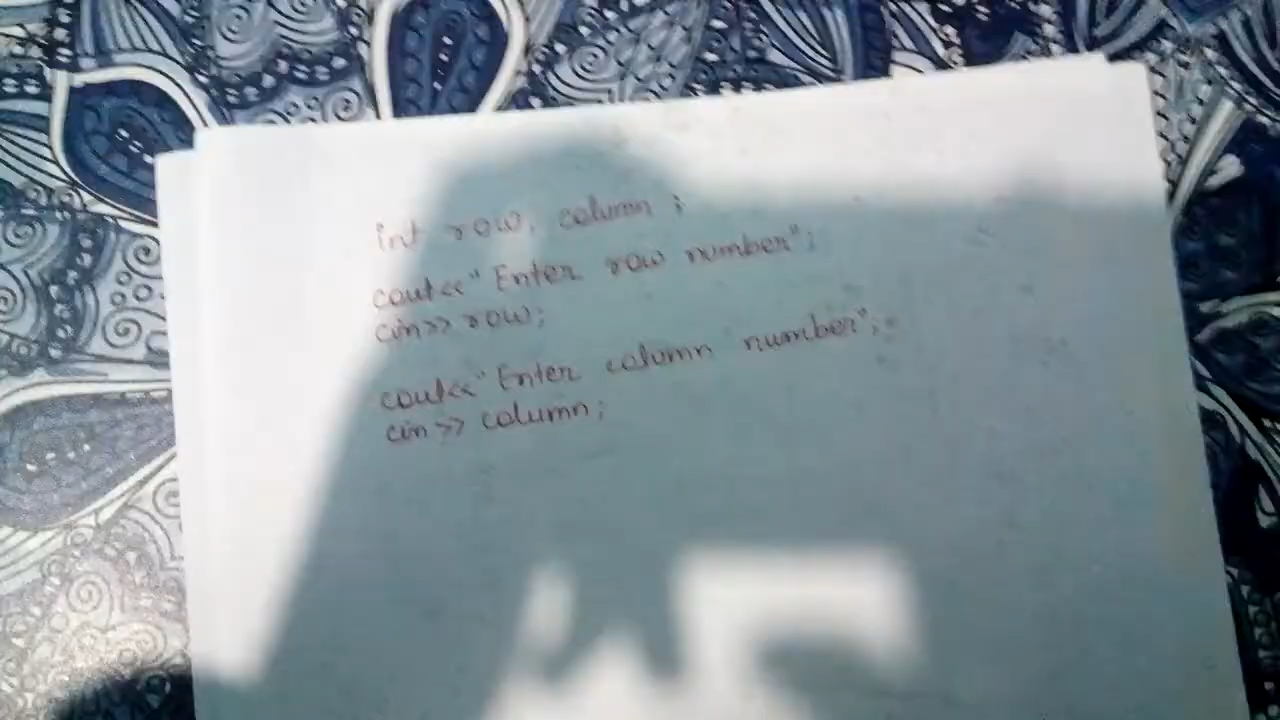 int row, column ;
cout<<"Enter row number";
cin>> row;
cout<<"Enter column number";
cin>> column;